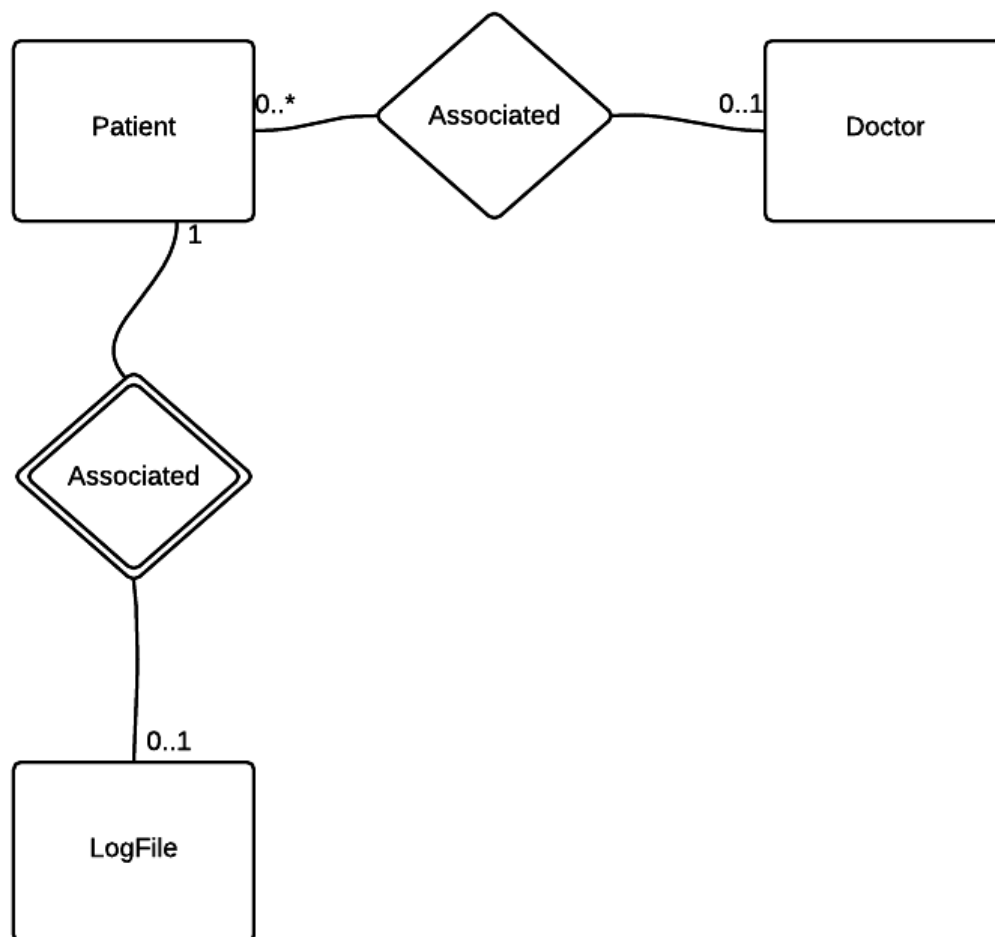 0..*
0..1
Patient
Associated
Doctor
1
Associated
0..1
LogFile